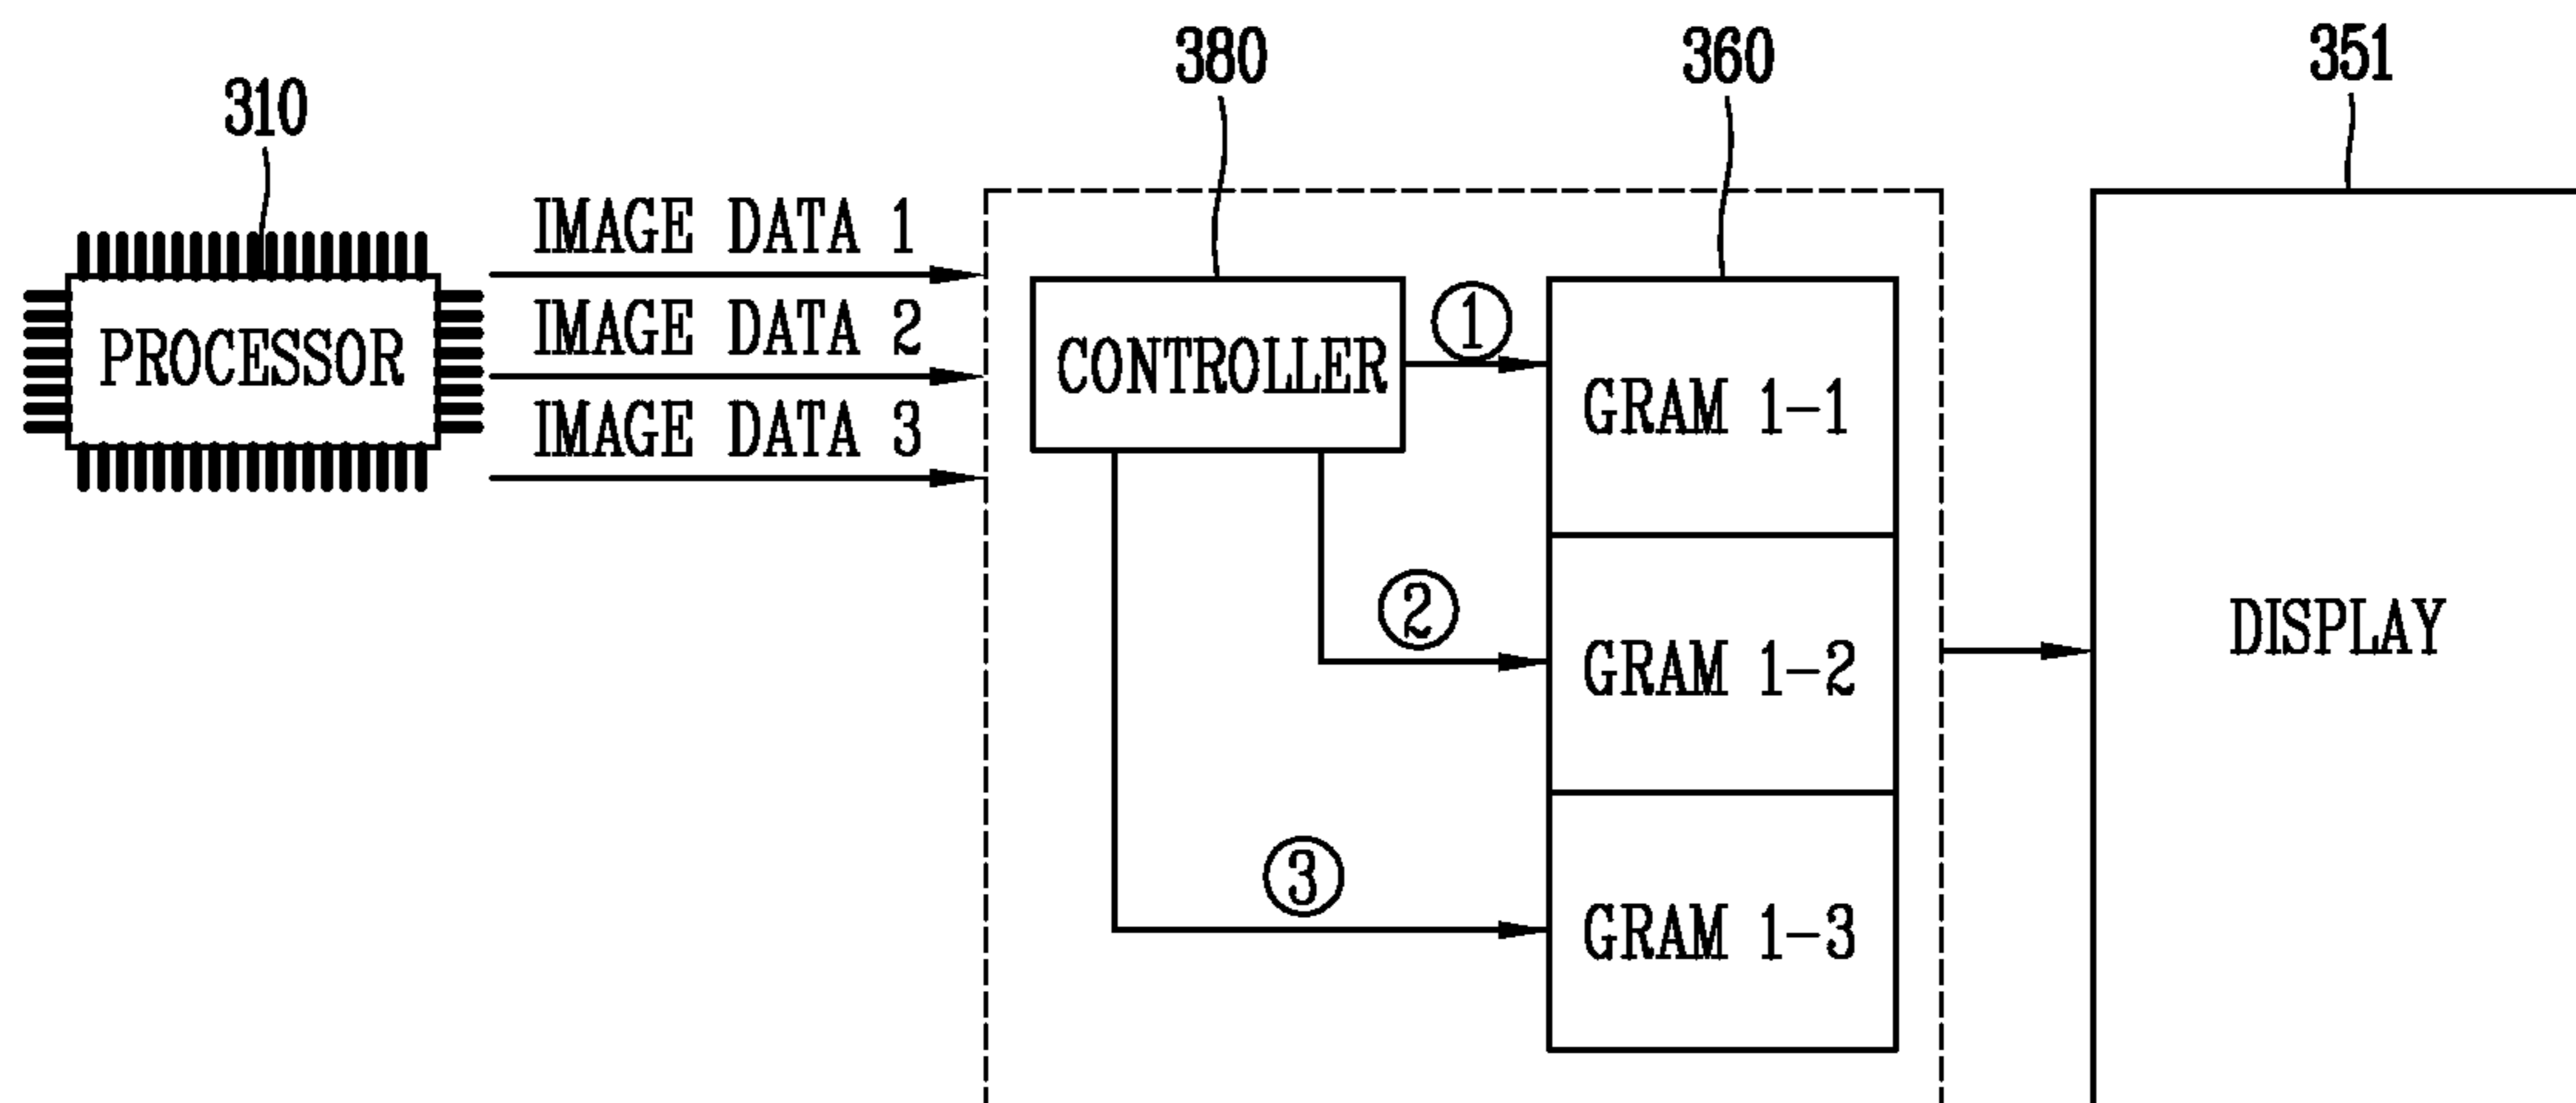 310
380
360
351
IMAGE DATA 1
IMAGE DATA 2
IMAGE DATA 3
PROCESSOR
CONTROLLER
①
②
③
GRAM 1-1
GRAM 1-2
GRAM 1-3
DISPLAY